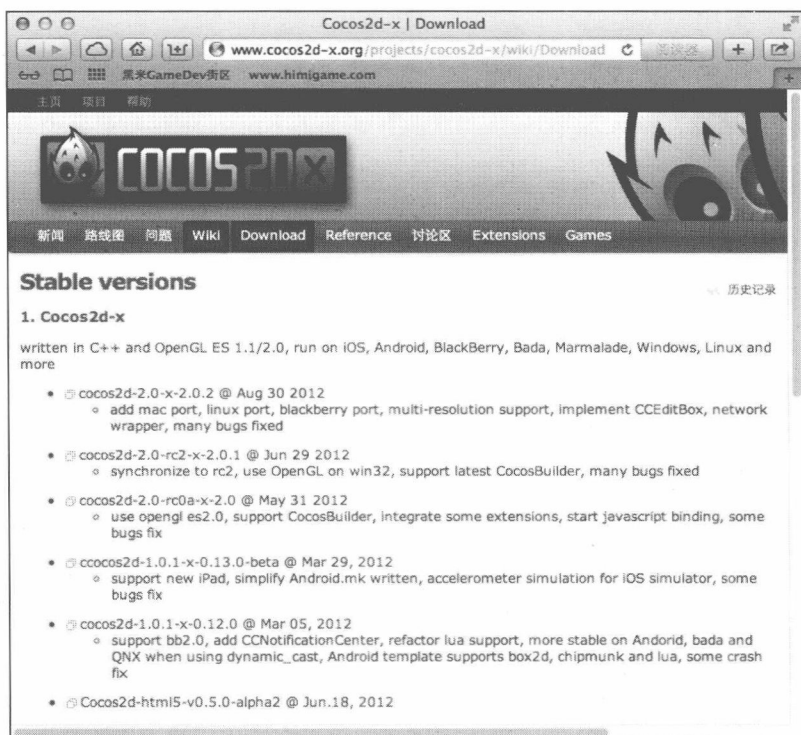 Cocos2d-x | Download
www.cocos2d-x.org/projects/cocos2d-x/wiki/Download
阅读器
黑米GameDev街区 www.himigame.com
主页 项目 帮助
COCOS2DX
新闻 路线图 问题 Wiki Download Reference 讨论区 Extensions Games
Stable versions
历史记录
1. Cocos2d-x
written in C++ and OpenGL ES 1.1/2.0, run on iOS, Android, BlackBerry, Bada, Marmalade, Windows, Linux and
more
cocos2d-2.0-x-2.0.2 @ Aug 30 2012
add mac port, linux port, blackberry port, multi-resolution support, implement CCEditBox, network
wrapper, many bugs fixed
cocos2d-2.0-rc2-x-2.0.1 @ Jun 29 2012
synchronize to rc2, use OpenGL on win32, support latest CocosBuilder, many bugs fixed
cocos2d-2.0-rc0a-x-2.0 @ May 31 2012
use opengl es2.0, support CocosBuilder, integrate some extensions, start javascript binding, some
bugs fix
ccocos2d-1.0.1-x-0.13.0-beta @ Mar 29, 2012
support new iPad, simplify Android.mk written, accelerometer simulation for iOS simulator, some
bugs fix
cocos2d-1.0.1-x-0.12.0 @ Mar 05, 2012
support bb2.0, add CCNotificationCenter, refactor lua support, more stable on Andorid, bada and
QNX when using dynamic_cast, Android template supports box2d, chipmunk and lua, some crash
fix
Cocos2d-html5-v0.5.0-alpha2 @ Jun.18, 2012